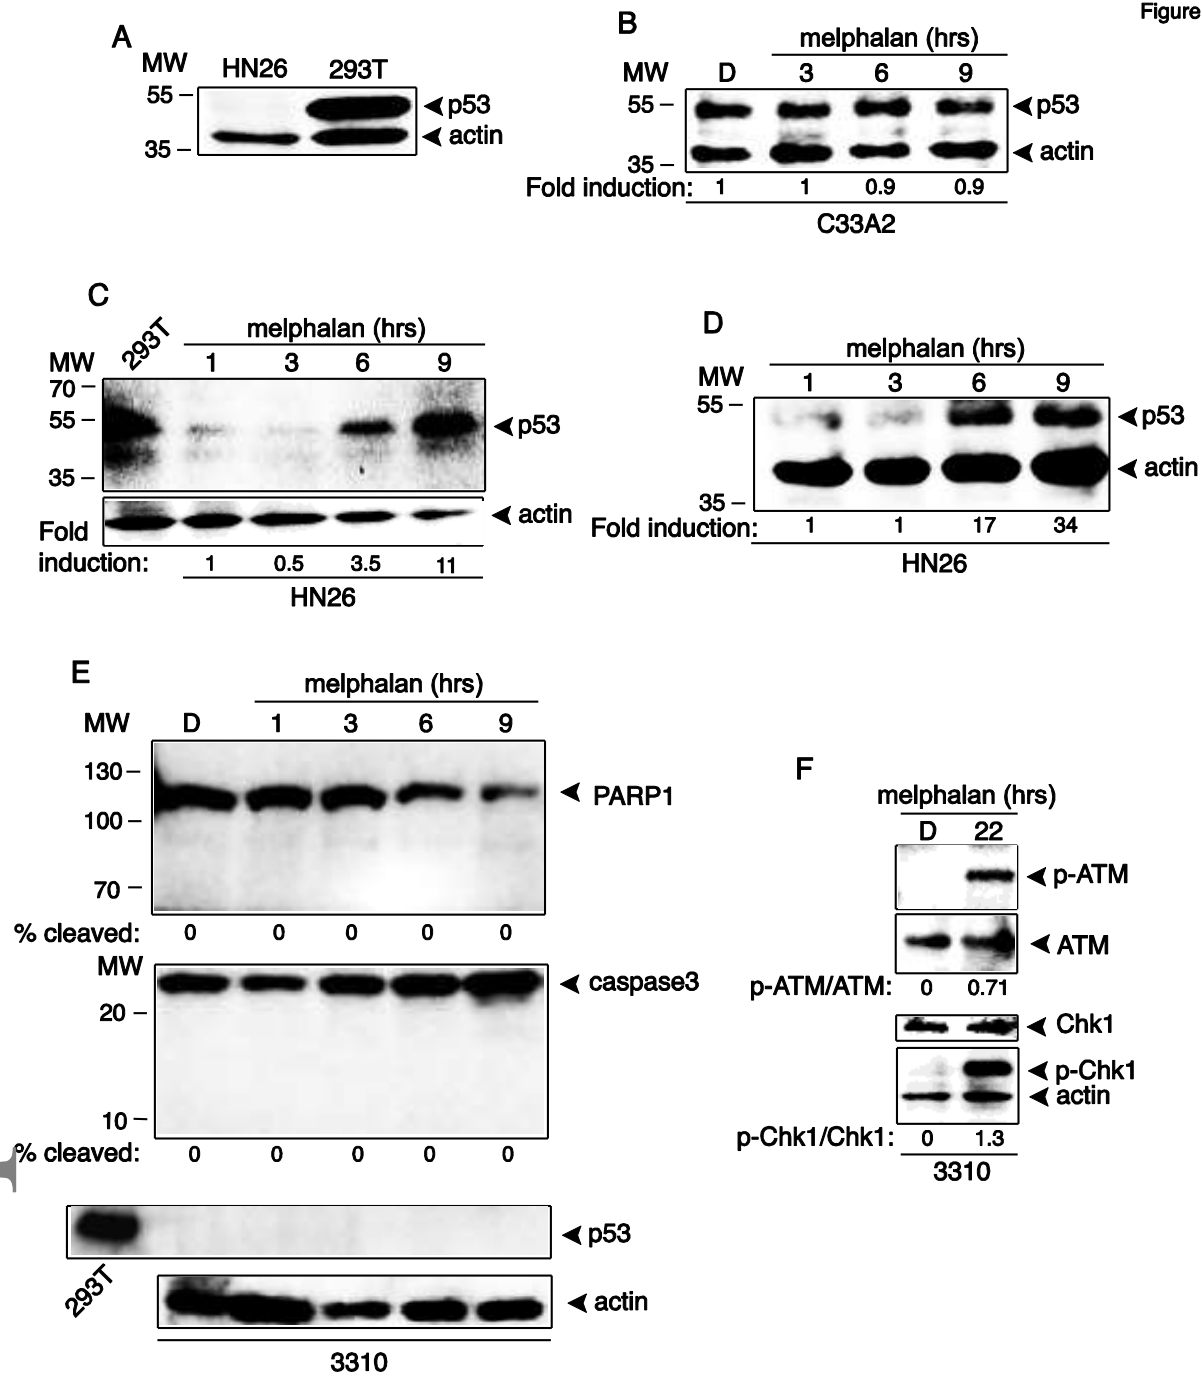 Figure
A
MW HN26 293T
55
p53
actin
35
B
melphalan (hrs)
MW D 3 6 9
55
p53
actin
35
Fold induction: 1 1 0.9 0.9
C33A2
C
293T
melphalan (hrs)
MW 1 3 6 9
70
55
p53
35
actin
Fold
induction: 1 0.5 3.5 11
HN26
D
melphalan (hrs)
MW 1 3 6 9
55
p53
actin
35
Fold induction: 1 1 17 34
HN26
E
melphalan (hrs)
MW D 1 3 6 9
130
PARP1
100
70
% cleaved: 0 0 0 0 0
MW
caspase3
20
10
% cleaved: 0 0 0 0 0
p53
293T
actin
3310
F
melphalan (hrs)
D 22
p-ATM
ATM
p-ATM/ATM: 0 0.71
Chk1
p-Chk1
actin
p-Chk1/Chk1: 0 1.3
3310